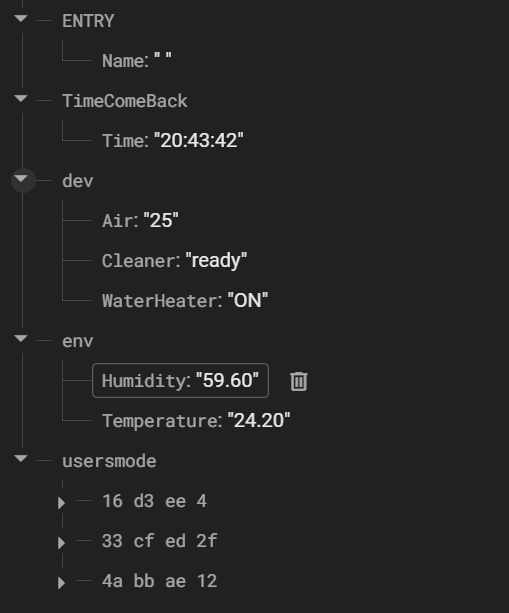 ENTRY
Name: " "
TimeComeBack
Time: "20:43:42"
dev
Air: "25"
Cleaner: "ready"
WaterHeater: "ON"
env
Humidity: "59.60"
Temperature: "24.20"
usersmode
16 d3 ee 4
33 cf ed 2f
4a bb ae 12